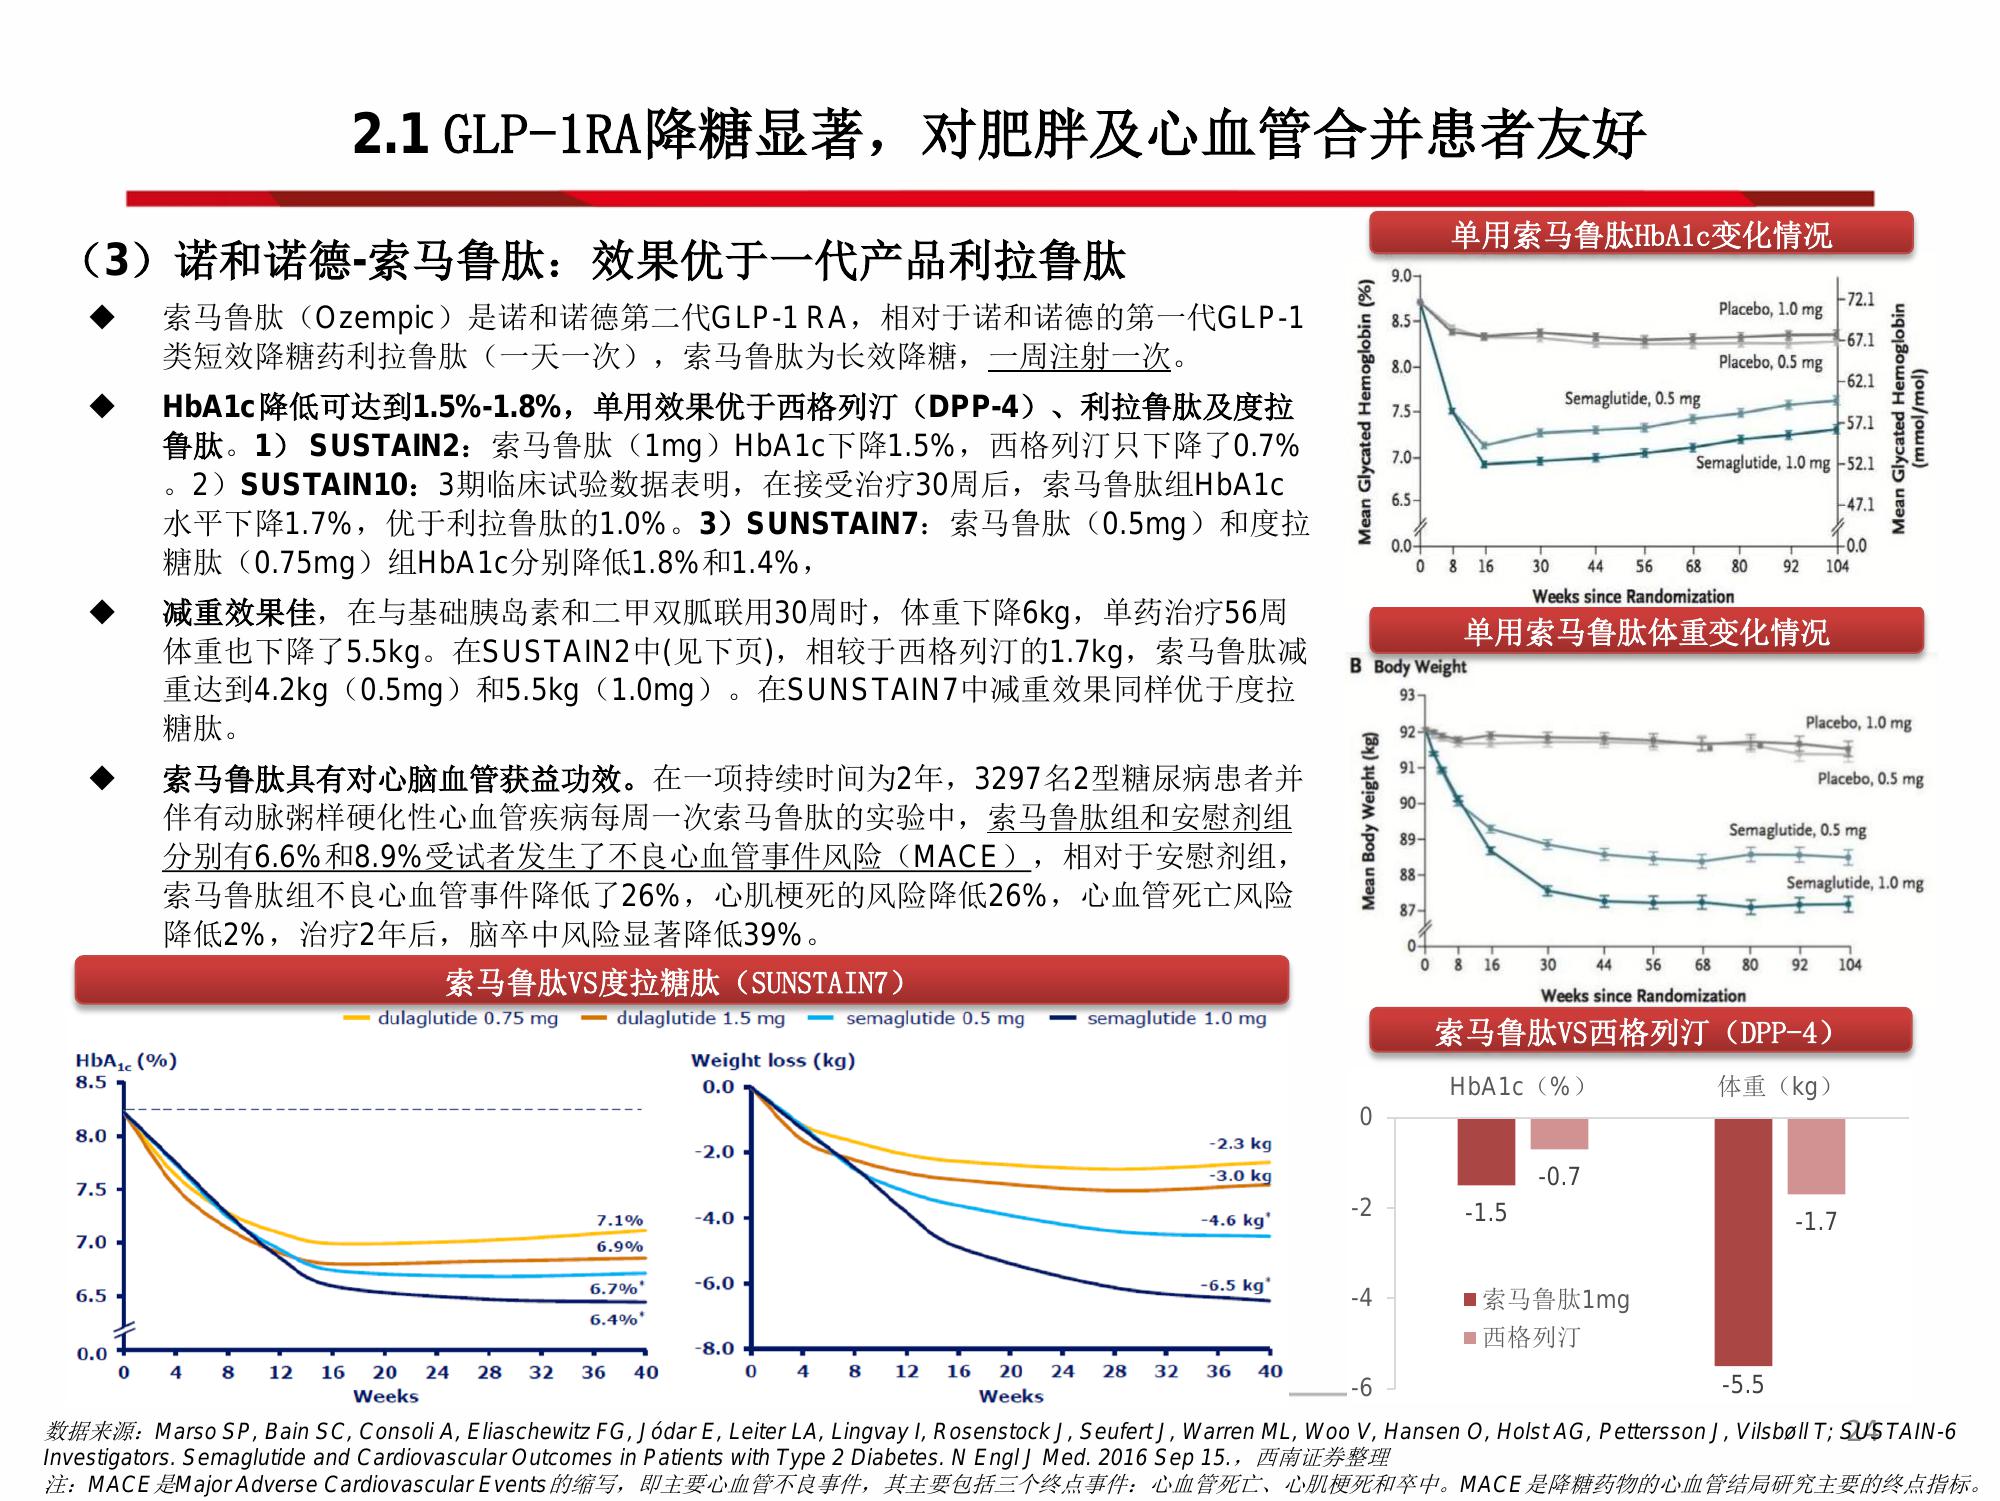 2.1 GLP-1RA降糖显著，对肥胖及心血管合并患者友好
（3）诺和诺德-索马鲁肽：效果优于一代产品利拉鲁肽
◆ 索马鲁肽（Ozempic）是诺和诺德第二代GLP-1 RA，相对于诺和诺德的第一代GLP-1
类短效降糖药利拉鲁肽（一天一次），索马鲁肽为长效降糖，一周注射一次。
◆ HbA1c降低可达到1.5%-1.8%，单用效果优于西格列汀（DPP-4）、利拉鲁肽及度拉
鲁肽。1） SUSTAIN2：索马鲁肽（1mg）HbA1c下降1.5%，西格列汀只下降了0.7%
。2）SUSTAIN10：3期临床试验数据表明，在接受治疗30周后，索马鲁肽组HbA1c
水平下降1.7%，优于利拉鲁肽的1.0%。3）SUNSTAIN7：索马鲁肽（0.5mg）和度拉
糖肽（0.75mg）组HbA1c分别降低1.8%和1.4%，
◆ 减重效果佳，在与基础胰岛素和二甲双胍联用30周时，体重下降6kg，单药治疗56周
体重也下降了5.5kg。在SUSTAIN2中(见下页)，相较于西格列汀的1.7kg，索马鲁肽减
重达到4.2kg（0.5mg）和5.5kg（1.0mg）。在SUNSTAIN7中减重效果同样优于度拉
糖肽。
◆ 索马鲁肽具有对心脑血管获益功效。在一项持续时间为2年，3297名2型糖尿病患者并
伴有动脉粥样硬化性心血管疾病每周一次索马鲁肽的实验中，索马鲁肽组和安慰剂组
分别有6.6%和8.9%受试者发生了不良心血管事件风险（MACE），相对于安慰剂组，
索马鲁肽组不良心血管事件降低了26%，心肌梗死的风险降低26%，心血管死亡风险
降低2%，治疗2年后，脑卒中风险显著降低39%。
单用索马鲁肽HbA1c变化情况
Mean Glycated Hemoglobin (%)
9.0
8.5
8.0
7.5
7.0
6.5
0.0
Placebo, 1.0 mg
Placebo, 0.5 mg
Semaglutide, 0.5 mg
Semaglutide, 1.0 mg
72.1
67.1
62.1
57.1
52.1
47.1
0.0
Mean Glycated Hemoglobin
(mmol/mol)
0 8 16 30 44 56 68 80 92 104
Weeks since Randomization
单用索马鲁肽体重变化情况
B Body Weight
Mean Body Weight (kg)
93
92
91
90
89
88
87
0
Placebo, 1.0 mg
Placebo, 0.5 mg
Semaglutide, 0.5 mg
Semaglutide, 1.0 mg
0 8 16 30 44 56 68 80 92 104
Weeks since Randomization
索马鲁肽VS度拉糖肽（SUNSTAIN7）
dulaglutide 0.75 mg dulaglutide 1.5 mg semaglutide 0.5 mg semaglutide 1.0 mg
HbA1c (%)
8.5
8.0
7.5
7.0
6.5
0.0
7.1%
6.9%
6.7%*
6.4%*
0 4 8 12 16 20 24 28 32 36 40
Weeks
Weight loss (kg)
0.0
-2.0
-4.0
-6.0
-8.0
-2.3 kg
-3.0 kg
-4.6 kg*
-6.5 kg*
0 4 8 12 16 20 24 28 32 36 40
Weeks
索马鲁肽VS西格列汀（DPP-4）
HbA1c（%） 体重（kg）
0
-2
-4
-6
-1.5
-0.7
-5.5
-1.7
索马鲁肽1mg
西格列汀
24
数据来源：Marso SP, Bain SC, Consoli A, Eliaschewitz FG, Jódar E, Leiter LA, Lingvay I, Rosenstock J, Seufert J, Warren ML, Woo V, Hansen O, Holst AG, Pettersson J, Vilsbøll T; SUSTAIN-6
Investigators. Semaglutide and Cardiovascular Outcomes in Patients with Type 2 Diabetes. N Engl J Med. 2016 Sep 15.，西南证券整理
注：MACE是Major Adverse Cardiovascular Events的缩写，即主要心血管不良事件，其主要包括三个终点事件：心血管死亡、心肌梗死和卒中。MACE是降糖药物的心血管结局研究主要的终点指标。